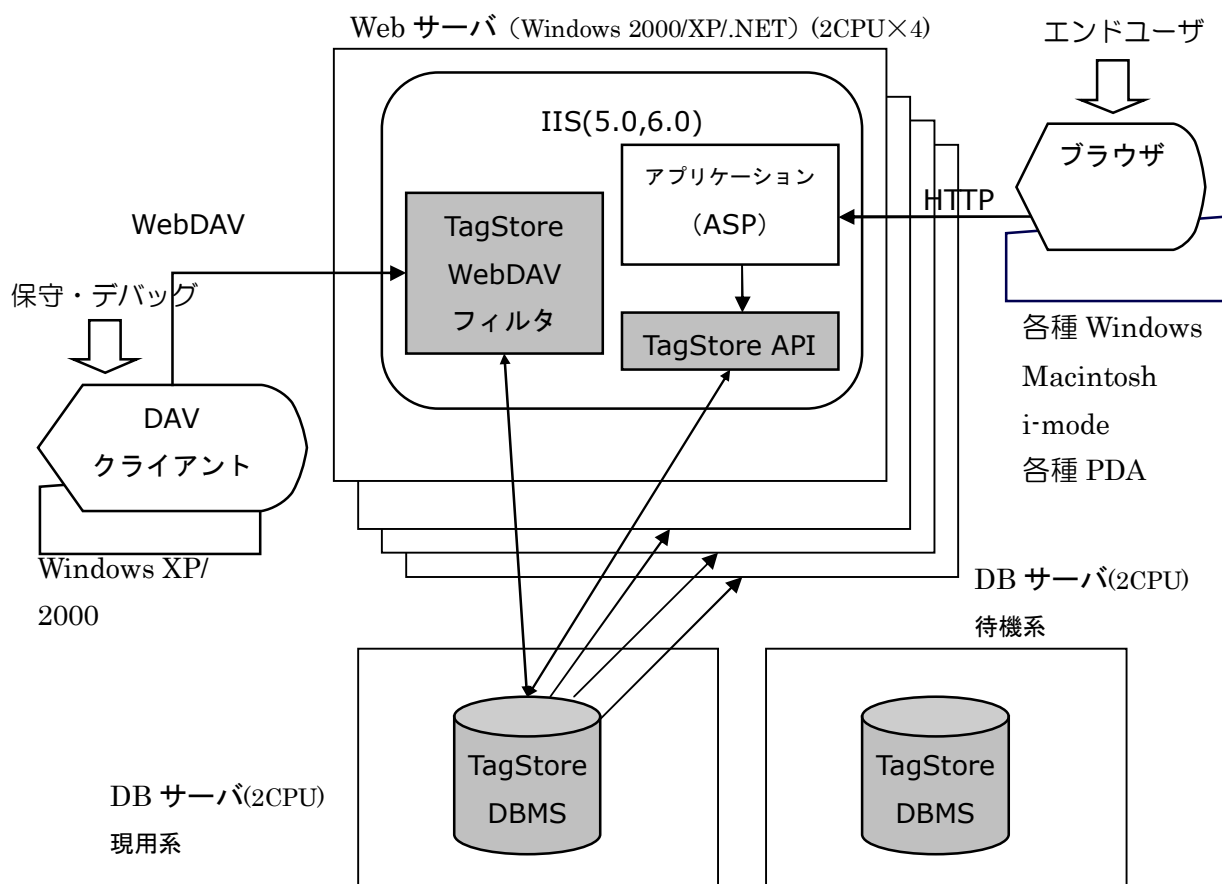 Web サーバ（Windows 2000/XP/.NET）(2CPU×4)
エンドユーザ
IIS(5.0,6.0)
ブラウザ
アプリケーション
（ASP）
HTTP
WebDAV
TagStore
WebDAV
フィルタ
TagStore API
保守・デバッグ
DAV
クライアント
Windows XP/
2000
各種 Windows
Macintosh
i-mode
各種 PDA
DB サーバ(2CPU)
待機系
TagStore
DBMS
DB サーバ(2CPU)
現用系
TagStore
DBMS